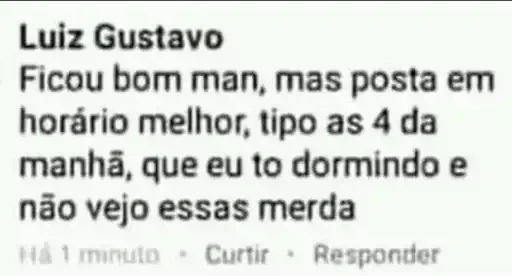 Luiz Gustavo
Ficou bom man, mas posta em
horário melhor, tipo as 4 da
manhã, que eu to dormindo e
não vejo essas merda
Há 1 minuto · Curtir · Responder